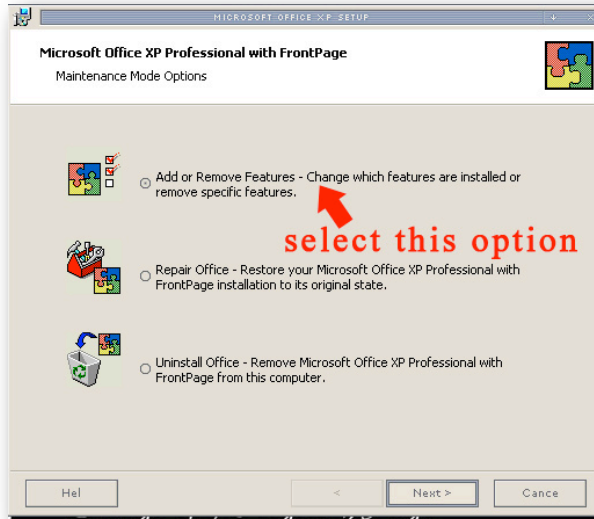 MICROSOFT OFFICE XP SETUP
Microsoft Office XP Professional with FrontPage
Maintenance Mode Options
Add or Remove Features - Change which features are installed or
remove specific features.
select this option
Repair Office - Restore your Microsoft Office XP Professional with
FrontPage installation to its original state.
Uninstall Office - Remove Microsoft Office XP Professional with
FrontPage from this computer.
Hel < Next > Cance